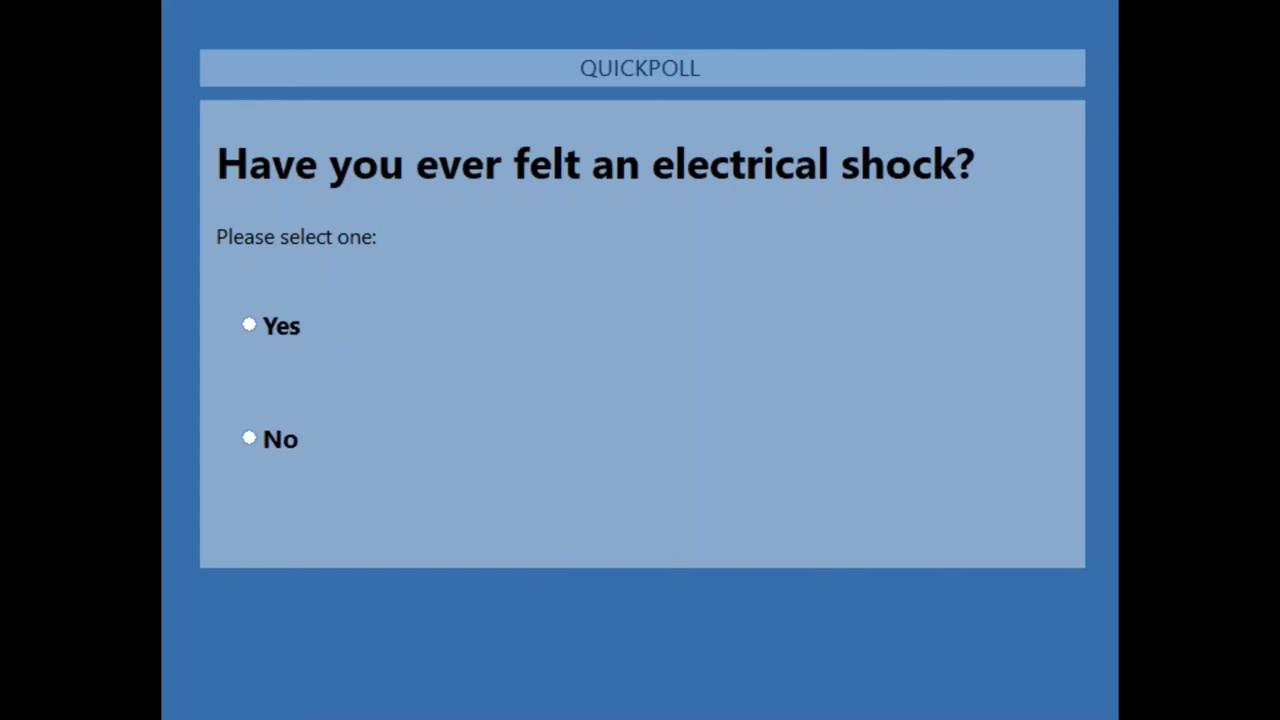 QUICKPOLL
Have you ever felt an electrical shock?
Please select one:
Yes
No